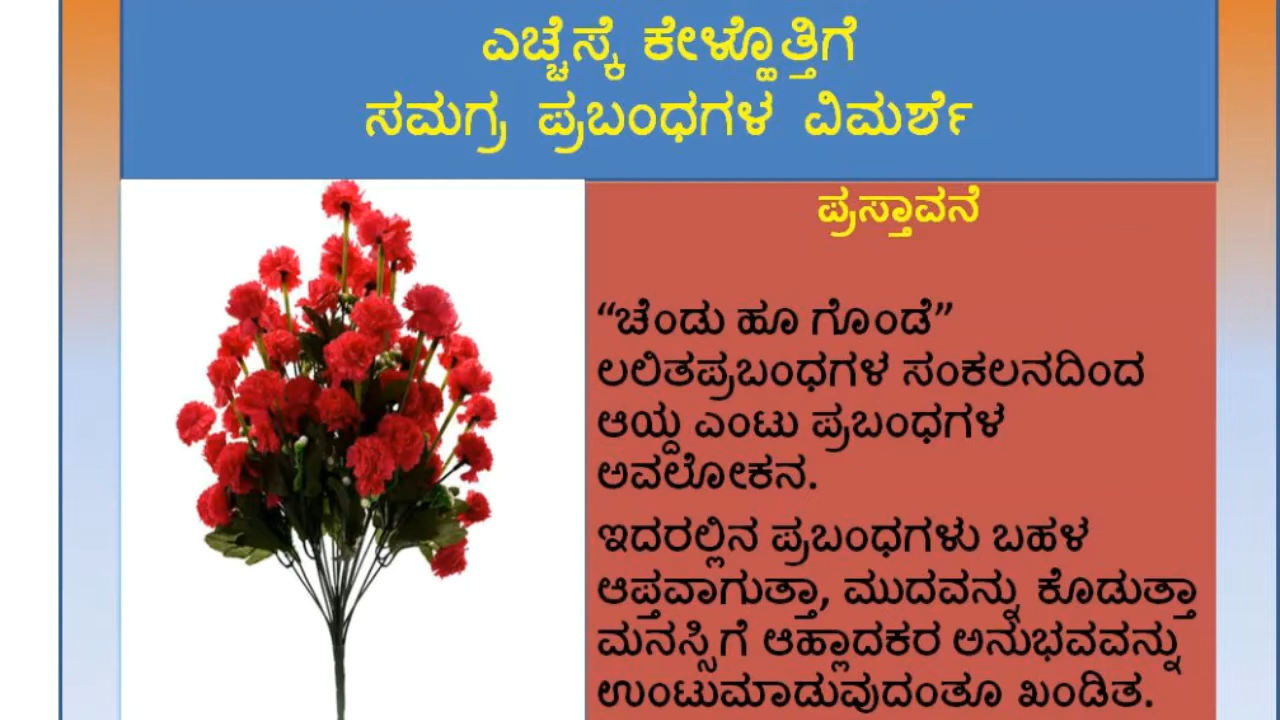 ಎಚ್ಚೆಸ್ಕೆ ಕೇಳ್ಹೊತ್ತಿಗೆ
ಸಮಗ್ರ ಪ್ರಬಂಧಗಳ ವಿಮರ್ಶೆ
ಪ್ರಸ್ತಾವನೆ
“ಚೆಂಡು ಹೂ ಗೊಂಡೆ”
ಲಲಿತಪ್ರಬಂಧಗಳ ಸಂಕಲನದಿಂದ
ಆಯ್ದ ಎಂಟು ಪ್ರಬಂಧಗಳ
ಅವಲೋಕನ.
ಇದರಲ್ಲಿನ ಪ್ರಬಂಧಗಳು ಬಹಳ
ಆಪ್ತವಾಗುತ್ತಾ, ಮುದವನ್ನು ಕೊಡುತ್ತಾ
ಮನಸ್ಸಿಗೆ ಆಹ್ಲಾದಕರ ಅನುಭವವನ್ನು
ಉಂಟುಮಾಡುವುದಂತೂ ಖಂಡಿತ.